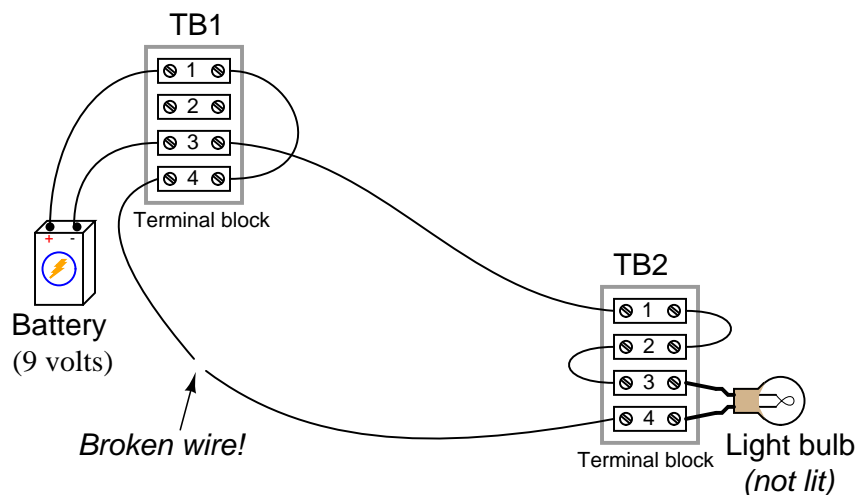 TB1
1
2
3
4
Terminal block
+ -
Battery
(9 volts)
Broken wire!
TB2
1
2
3
4
Terminal block
Light bulb
(not lit)